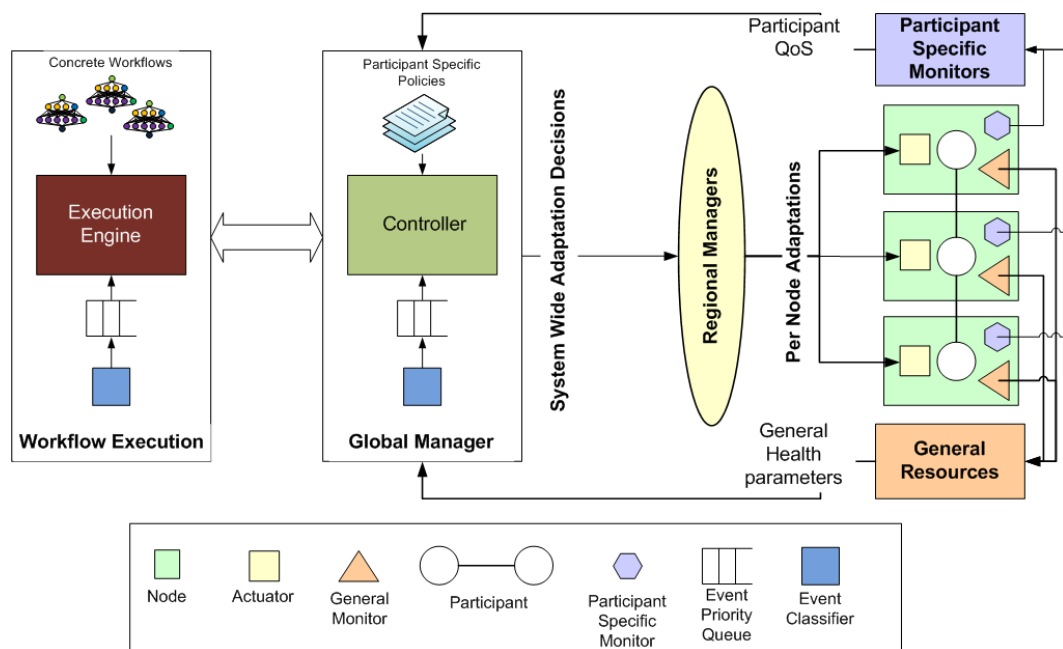 Concrete Workflows
Execution
Engine
Workflow Execution
Participant Specific
Policies
Controller
Global Manager
System Wide Adaptation Decisions
Regional Managers
Per Node Adaptations
Participant
QoS
Participant
Specific
Monitors
General
Health
parameters
General
Resources
Node
Actuator
General
Monitor
Participant
Participant
Specific
Monitor
Event
Priority
Queue
Event
Classifier